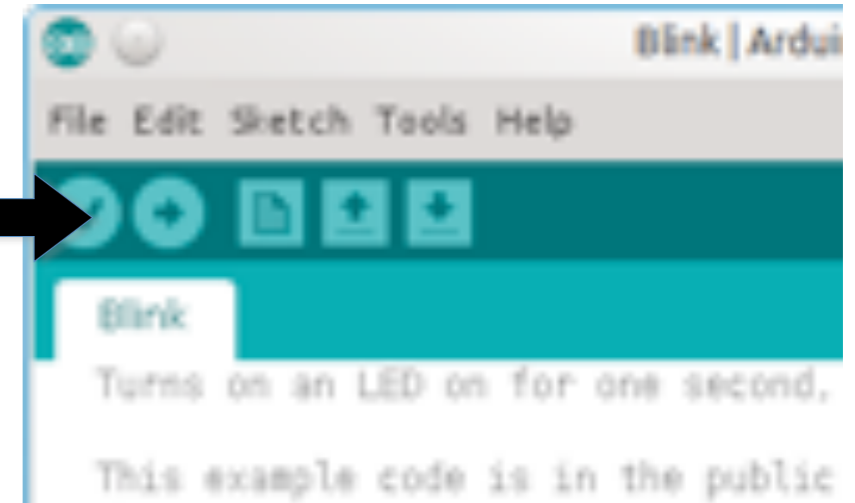 Blink | Ardui
File Edit Sketch Tools Help
Blink
Turns on an LED on for one second,
This example code is in the public